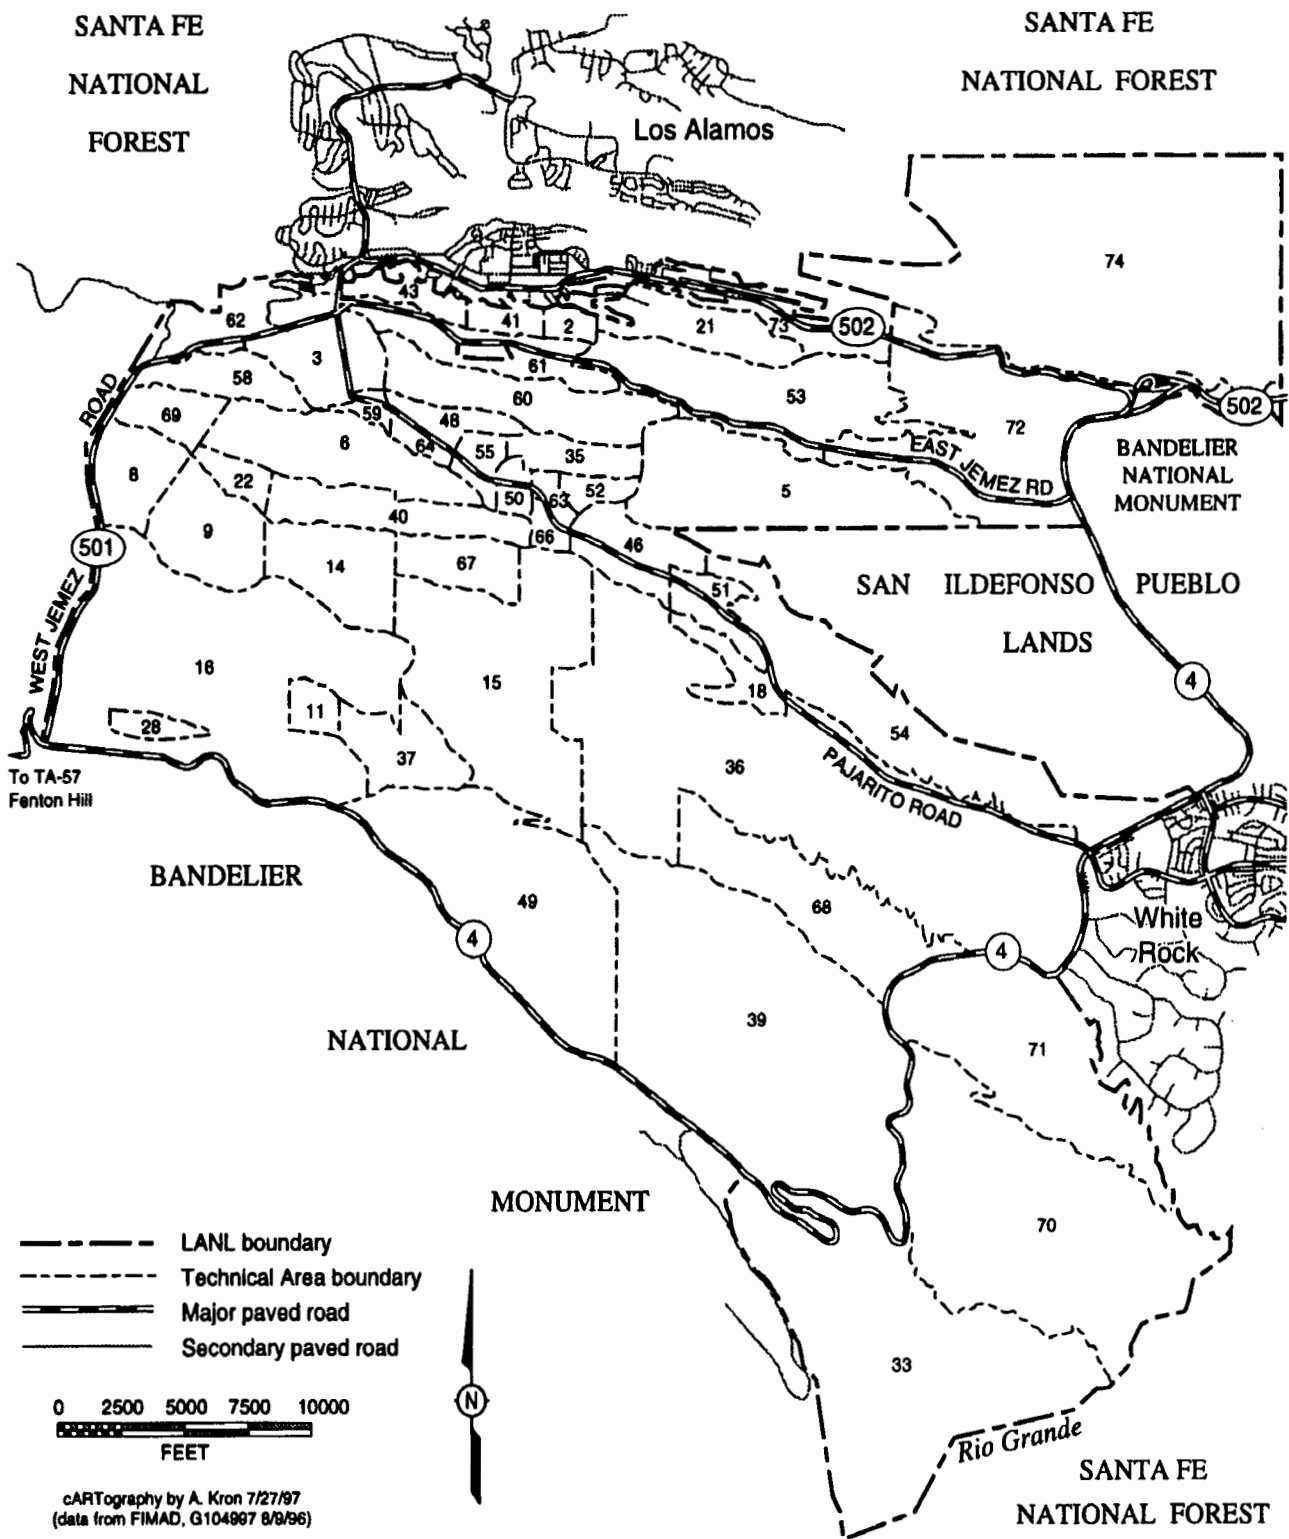 SANTA FE
NATIONAL
FOREST
SANTA FE
NATIONAL FOREST
Los Alamos
74
43
62
41
2
21
73
502
3
61
58
60
53
502
ROAD
69
59
48
72
6
64
55
35
EAST JEMEZ RD
BANDELIER
NATIONAL
MONUMENT
8
22
50
63
52
5
9
40
66
46
501
14
67
51
SAN ILDEFONSO PUEBLO
LANDS
WEST JEMEZ
16
15
18
4
11
28
54
37
36
PAJARITO ROAD
To TA-57
Fenton Hill
BANDELIER
49
68
White
Rock
4
4
39
NATIONAL
71
MONUMENT
70
LANL boundary
Technical Area boundary
Major paved road
Secondary paved road
33
0 2500 5000 7500 10000
FEET
N
Rio Grande
SANTA FE
NATIONAL FOREST
cARTography by A. Kron 7/27/97
(data from FIMAD, G104997 8/9/96)